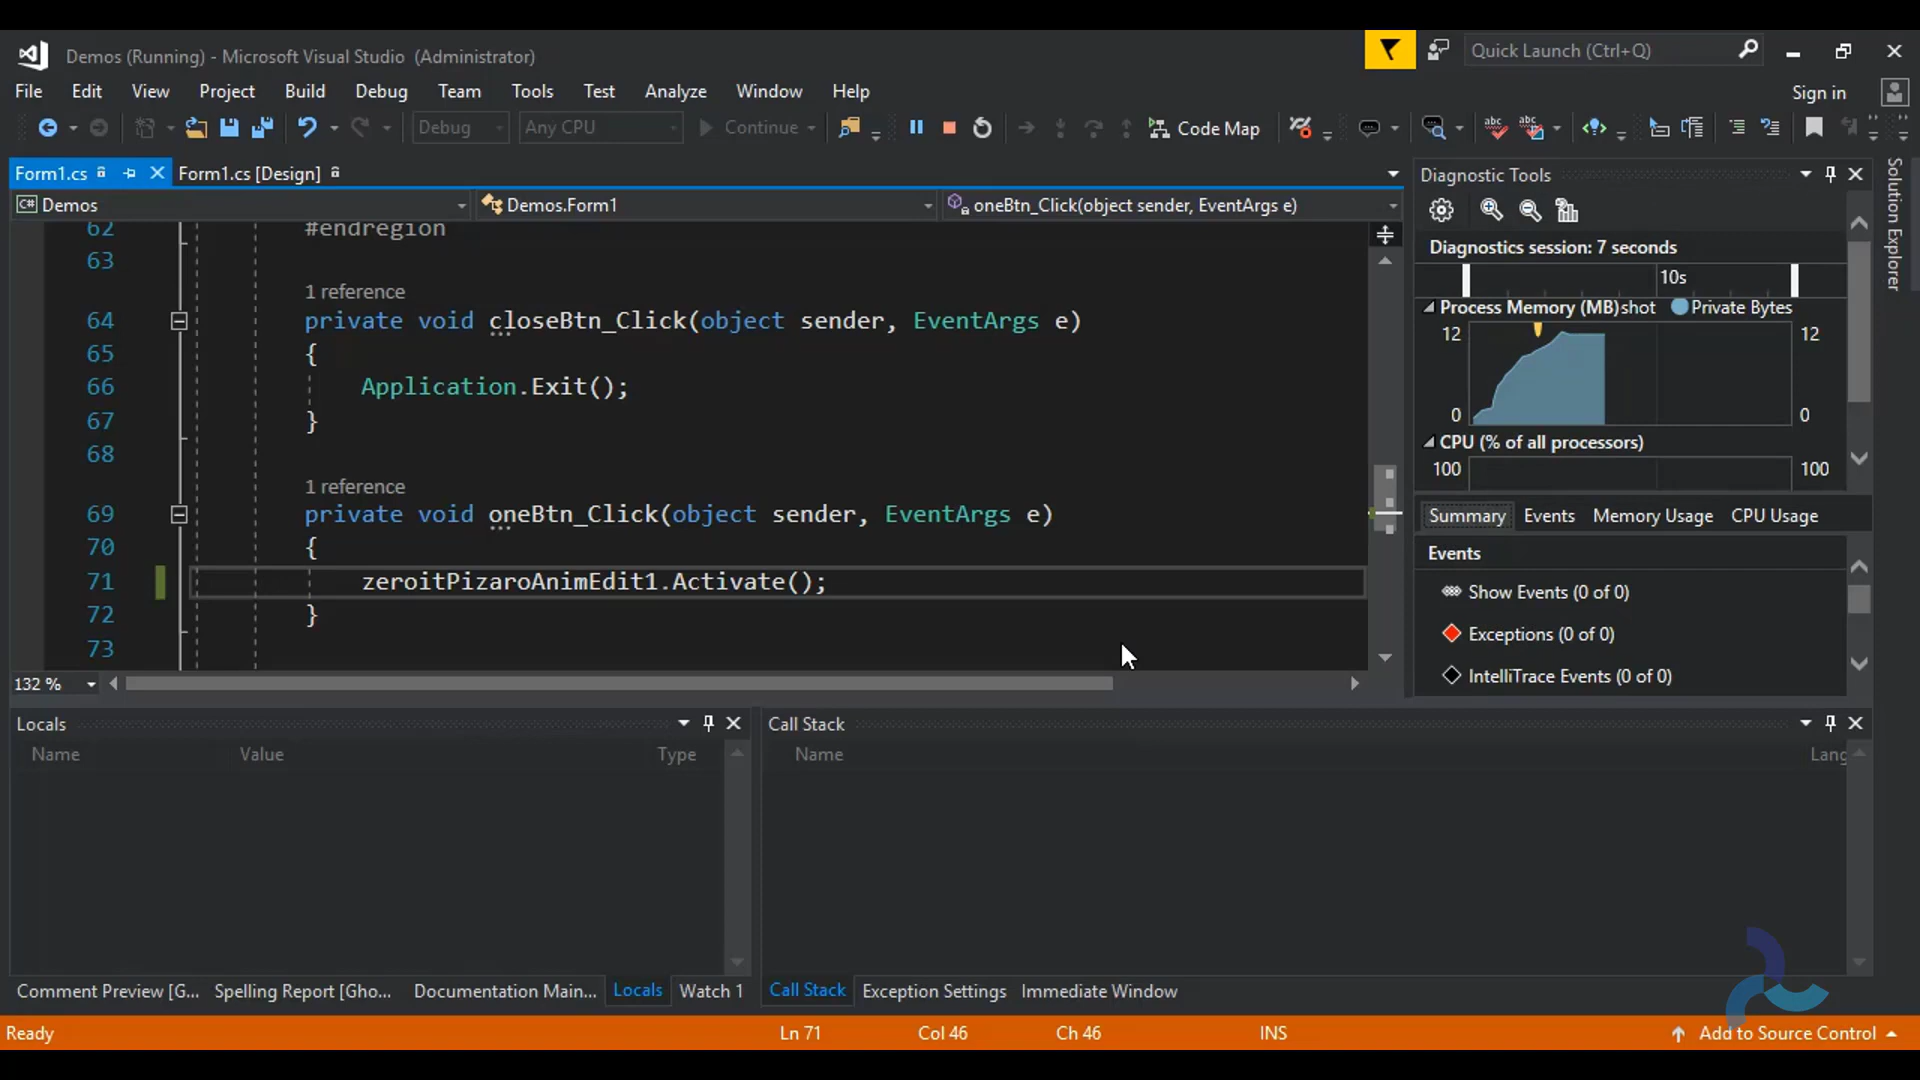 Demos (Running) - Microsoft Visual Studio (Administrator)
Quick Launch (Ctrl+Q)
File Edit View Project Build Debug Team Tools Test Analyze Window Help
Sign in
Debug Any CPU Continue Code Map
Form1.cs Form1.cs [Design]
C# Demos Demos.Form1 oneBtn_Click(object sender, EventArgs e)
62 #endregion
63
1 reference
64 private void closeBtn_Click(object sender, EventArgs e)
65 {
66 Application.Exit();
67 }
68
1 reference
69 private void oneBtn_Click(object sender, EventArgs e)
70 {
71 zeroitPizaroAnimEdit1.Activate();
72 }
73
132 %
Diagnostic Tools
Diagnostics session: 7 seconds
10s
Process Memory (MB)shot Private Bytes
12 12
0 0
CPU (% of all processors)
100 100
Summary Events Memory Usage CPU Usage
Events
Show Events (0 of 0)
Exceptions (0 of 0)
IntelliTrace Events (0 of 0)
Solution Explorer
Locals
Name Value Type
Call Stack
Name Lang
Comment Preview [G... Spelling Report [Gho... Documentation Main... Locals Watch 1
Call Stack Exception Settings Immediate Window
Ready Ln 71 Col 46 Ch 46 INS Add to Source Control